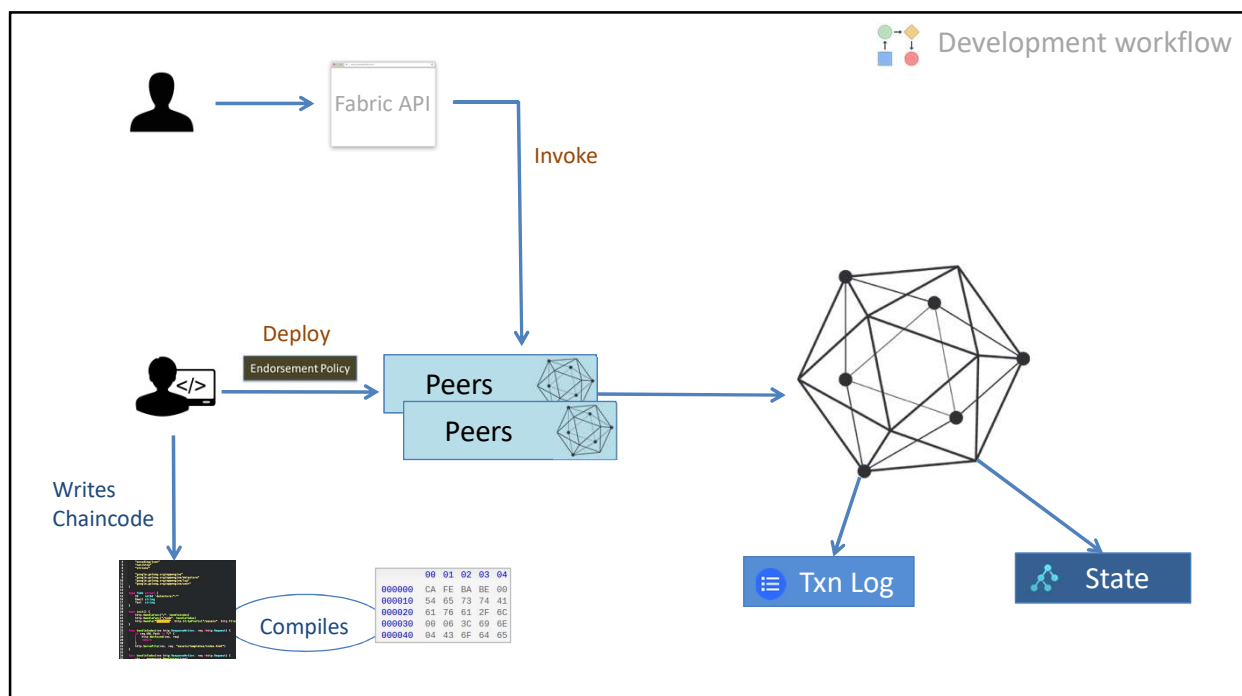 Development workflow
Fabric API
Invoke
Deploy
Endorsement Policy
</>
Peers
Peers
Writes
Chaincode
Compiles
00 01 02 03 04
000000 CA FE BA BE 00
000010 54 65 73 74 41
000020 61 76 61 2F 6C
000030 00 06 3C 69 6E
000040 04 43 6F 64 65
Txn Log
State